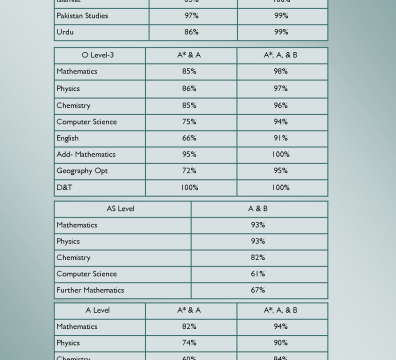 Pakistan Studies 97% 99%
Urdu 86% 99%
O Level-3 A* & A A*, A, & B
Mathematics 85% 98%
Physics 86% 97%
Chemistry 85% 96%
Computer Science 75% 94%
English 66% 91%
Add- Mathematics 95% 100%
Geography Opt 72% 95%
D&T 100% 100%
AS Level A & B
Mathematics 93%
Physics 93%
Chemistry 82%
Computer Science 61%
Further Mathematics 67%
A Level A* & A A*, A, & B
Mathematics 82% 94%
Physics 74% 90%
Chemistry 60% 84%